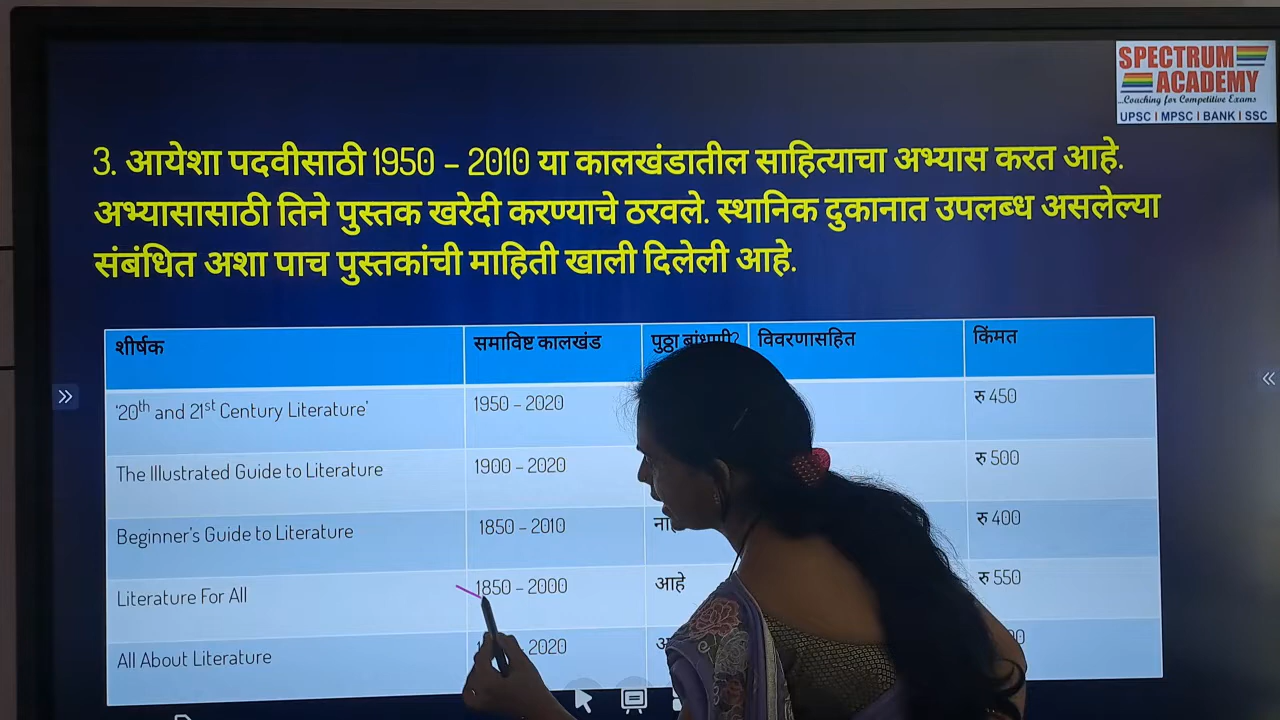 SPECTRUM
ACADEMY
...Coaching for Competitive Exams
UPSC | MPSC | BANK | SSC
3. आयेशा पदवीसाठी 1950 – 2010 या कालखंडातील साहित्याचा अभ्यास करत आहे.
अभ्यासासाठी तिने पुस्तक खरेदी करण्याचे ठरवले. स्थानिक दुकानात उपलब्ध असलेल्या
संबंधित अशा पाच पुस्तकांची माहिती खाली दिलेली आहे.
शीर्षक समाविष्ट कालखंड पुठ्ठा बांधणी? विवरणासहित किंमत
'20th and 21st Century Literature' 1950 – 2020 रु 450
The Illustrated Guide to Literature 1900 – 2020 रु 500
Beginner's Guide to Literature 1850 – 2010 रु 400
Literature For All 1850 – 2000 आहे रु 550
All About Literature 2020